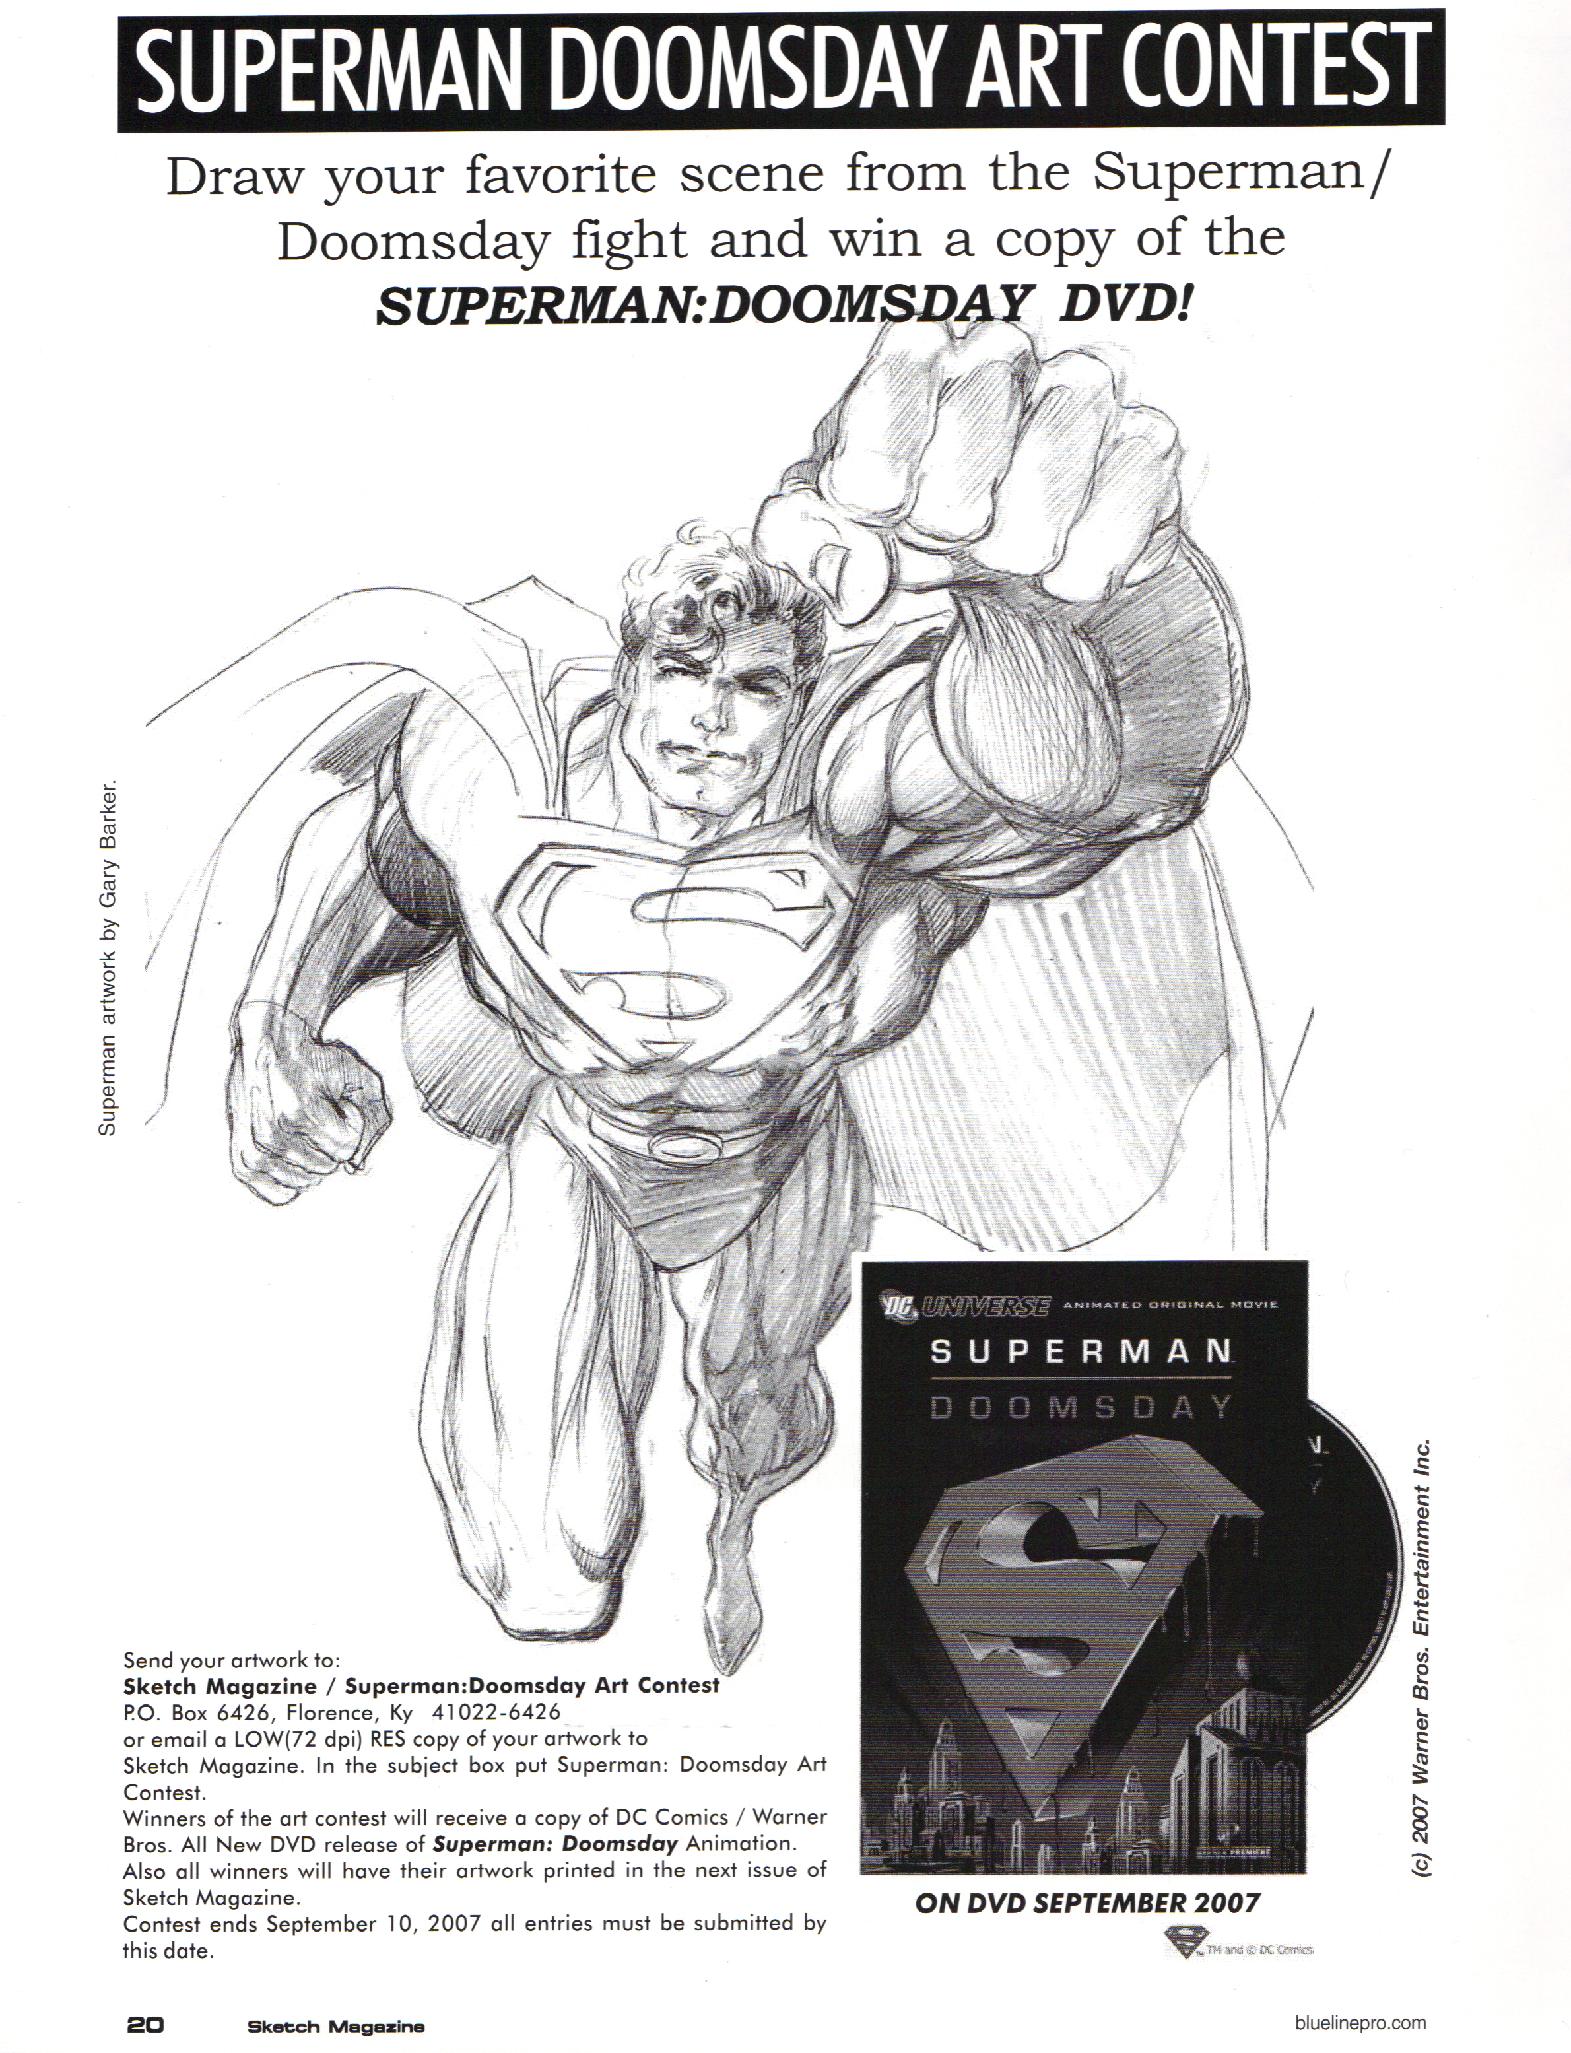 SUPERMAN DOOMSDAY ART CONTEST
Draw your favorite scene from the Superman/
Doomsday fight and win a copy of the
SUPERMAN:DOOMSDAY DVD!
Superman artwork by Gary Barker.
DC UNIVERSE ANIMATED ORIGINAL MOVIE
SUPERMAN
DOOMSDAY
N
Y
PREMIERE
(c) 2007 Warner Bros. Entertainment Inc.
Send your artwork to:
Sketch Magazine / Superman:Doomsday Art Contest
P.O. Box 6426, Florence, Ky 41022-6426
or email a LOW(72 dpi) RES copy of your artwork to
Sketch Magazine. In the subject box put Superman: Doomsday Art
Contest.
Winners of the art contest will receive a copy of DC Comics / Warner
Bros. All New DVD release of Superman: Doomsday Animation.
Also all winners will have their artwork printed in the next issue of
Sketch Magazine.
Contest ends September 10, 2007 all entries must be submitted by
this date.
ON DVD SEPTEMBER 2007
TM and © DC Comics
20 Sketch Magazine
bluelinepro.com